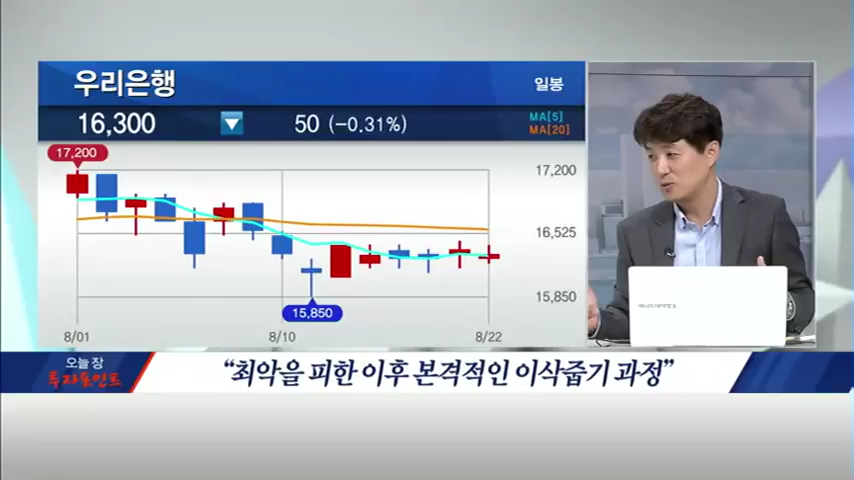 우리은행
일봉
16,300
50 (-0.31%)
MA[5]
MA[20]
17,200
17,200
16,525
15,850
15,850
8/01
8/10
8/22
오늘 장
투자포인트
“최악을 피한 이후 본격적인 이삭줍기 과정”